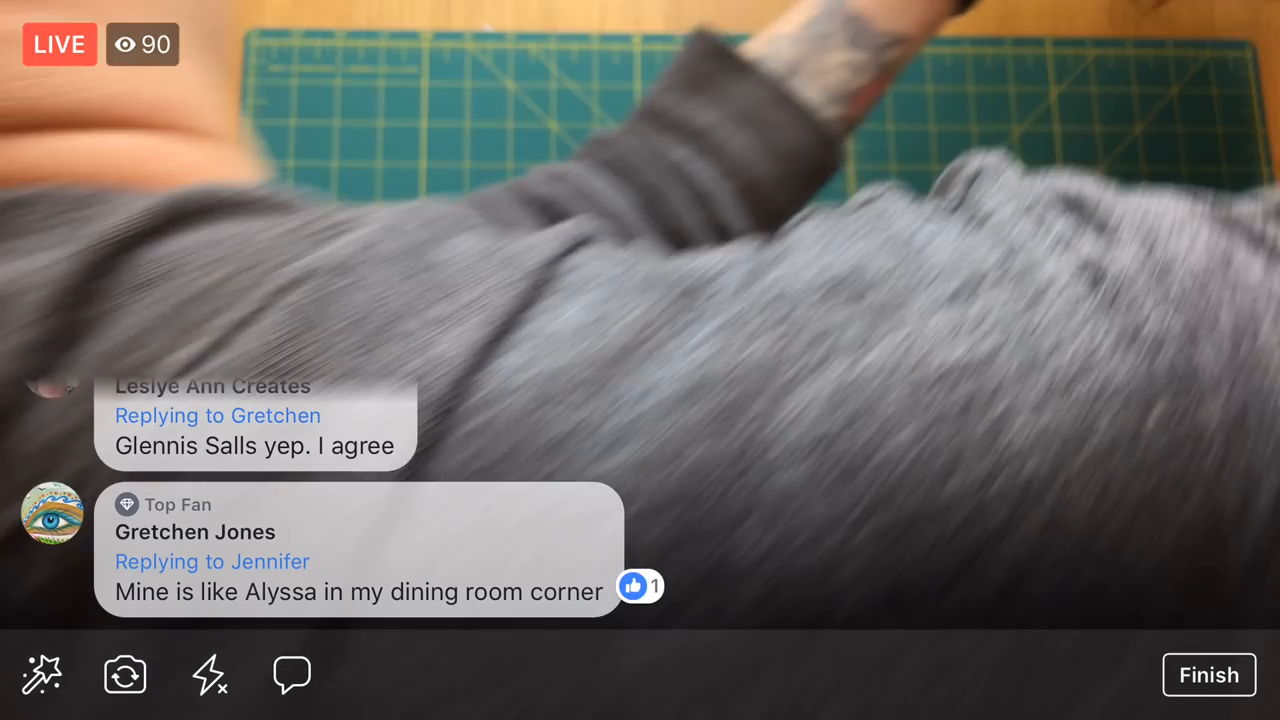 LIVE
90
Leslye Ann Creates
Replying to Gretchen
Glennis Salls yep. I agree
Top Fan
Gretchen Jones
Replying to Jennifer
Mine is like Alyssa in my dining room corner
1
Finish